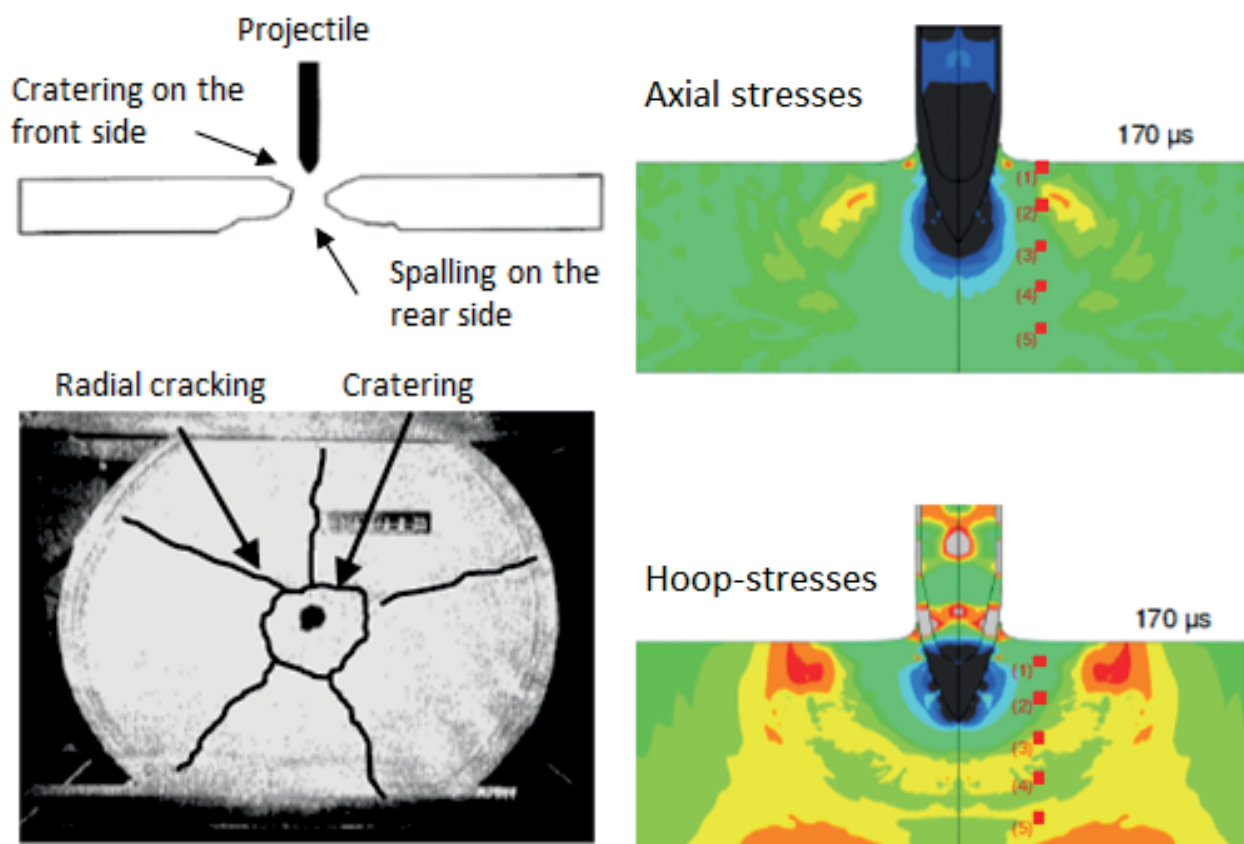 Projectile
Cratering on the
front side
Spalling on the
rear side
Radial cracking
Cratering
Axial stresses
170 µs
(1)
(2)
(3)
(4)
(5)
Hoop-stresses
170 µs
(1)
(2)
(3)
(4)
(5)